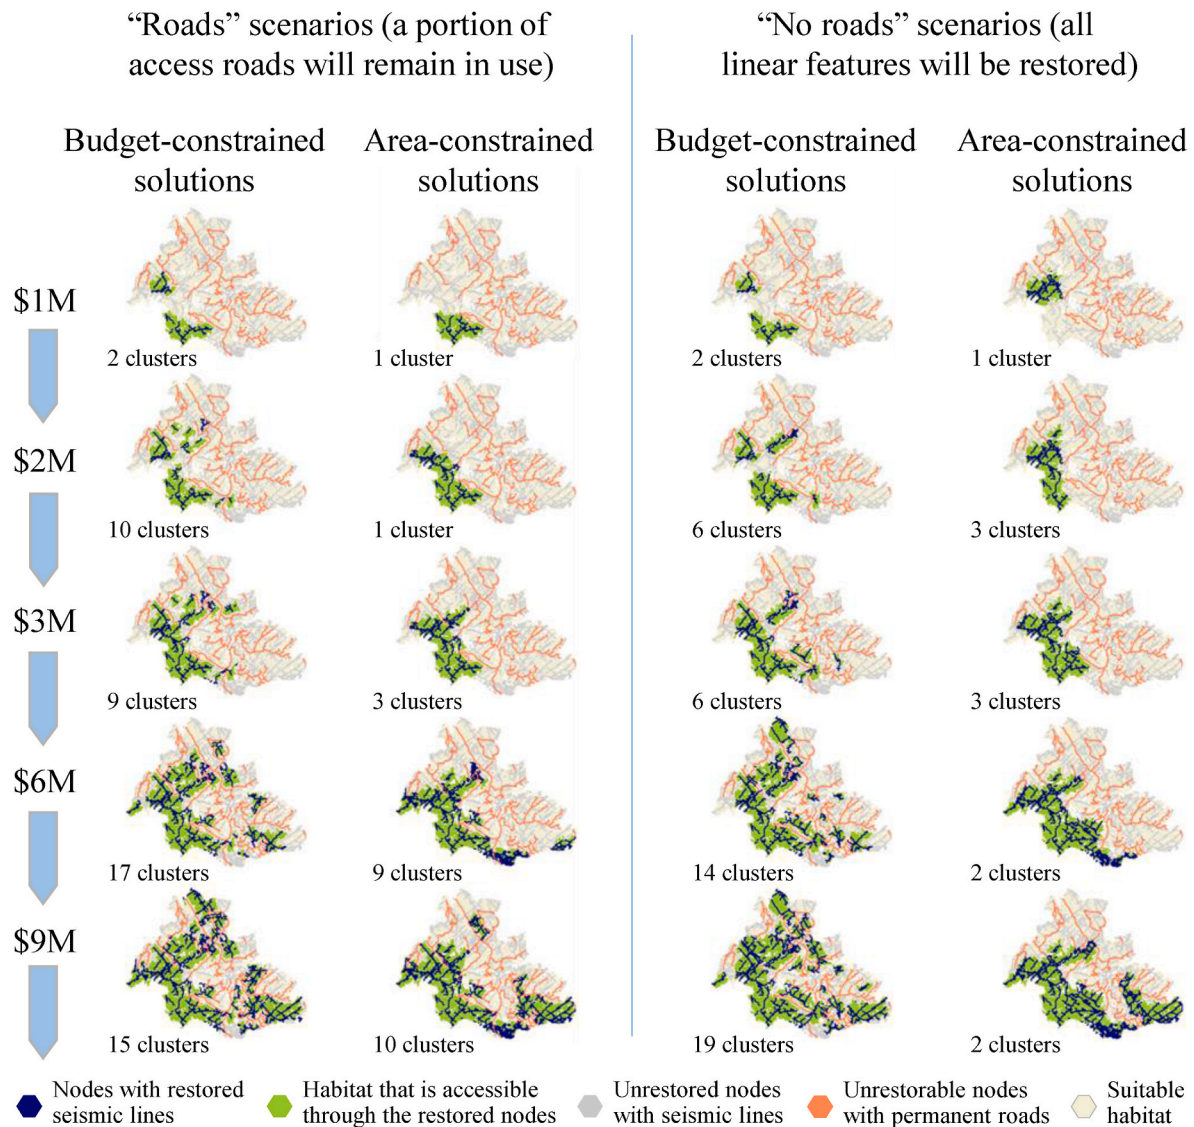 “Roads” scenarios (a portion of
access roads will remain in use)
“No roads” scenarios (all
linear features will be restored)
Budget-constrained
solutions
Area-constrained
solutions
Budget-constrained
solutions
Area-constrained
solutions
$1M
2 clusters
1 cluster
2 clusters
1 cluster
$2M
10 clusters
1 cluster
6 clusters
3 clusters
$3M
9 clusters
3 clusters
6 clusters
3 clusters
$6M
17 clusters
9 clusters
14 clusters
2 clusters
$9M
15 clusters
10 clusters
19 clusters
2 clusters
Nodes with restored
seismic lines
Habitat that is accessible
through the restored nodes
Unrestored nodes
with seismic lines
Unrestorable nodes
with permanent roads
Suitable
habitat